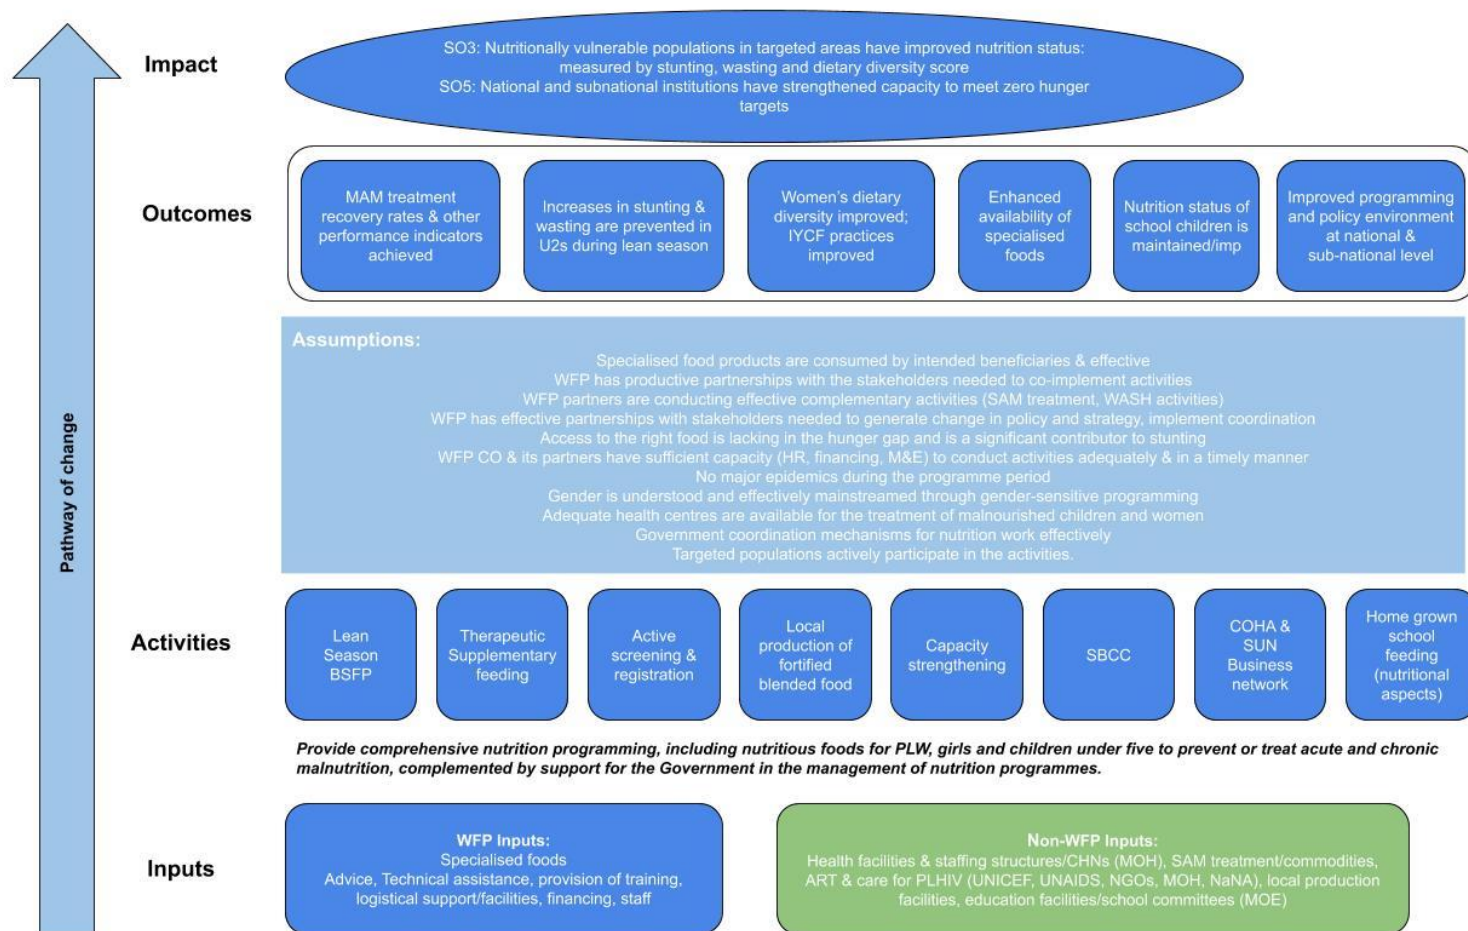 Impact
SO3: Nutritionally vulnerable populations in targeted areas have improved nutrition status:
measured by stunting, wasting and dietary diversity score
SO5: National and subnational institutions have strengthened capacity to meet zero hunger
targets
Outcomes
MAM treatment
recovery rates & other
performance indicators
achieved
Increases in stunting &
wasting are prevented in
U2s during lean season
Women's dietary
diversity improved;
IYCF practices
improved
Enhanced
availability of
specialised
foods
Nutrition status of
school children is
maintained/imp
Improved programming
and policy environment
at national &
sub-national level
Assumptions:
Specialised food products are consumed by intended beneficiaries & effective
WFP has productive partnerships with the stakeholders needed to co-implement activities
WFP partners are conducting effective complementary activities (SAM treatment, WASH activities)
WFP has effective partnerships with stakeholders needed to generate change in policy and strategy, implement coordination
Access to the right food is lacking in the hunger gap and is a significant contributor to stunting
WFP CO & its partners have sufficient capacity (HR, financing, M&E) to conduct activities adequately & in a timely manner
No major epidemics during the programme period
Gender is understood and effectively mainstreamed through gender-sensitive programming
Adequate health centres are available for the treatment of malnourished children and women
Government coordination mechanisms for nutrition work effectively
Targeted populations actively participate in the activities.
Pathway of change
Activities
Lean
Season
BSFP
Therapeutic
Supplementary
feeding
Active
screening &
registration
Local
production of
fortified
blended food
Capacity
strengthening
SBCC
COHA &
SUN
Business
network
Home grown
school
feeding
(nutritional
aspects)
Provide comprehensive nutrition programming, including nutritious foods for PLW, girls and children under five to prevent or treat acute and chronic
malnutrition, complemented by support for the Government in the management of nutrition programmes.
Inputs
WFP Inputs:
Specialised foods
Advice, Technical assistance, provision of training,
logistical support/facilities, financing, staff
Non-WFP Inputs:
Health facilities & staffing structures/CHNs (MOH), SAM treatment/commodities,
ART & care for PLHIV (UNICEF, UNAIDS, NGOs, MOH, NaNA), local production
facilities, education facilities/school committees (MOE)